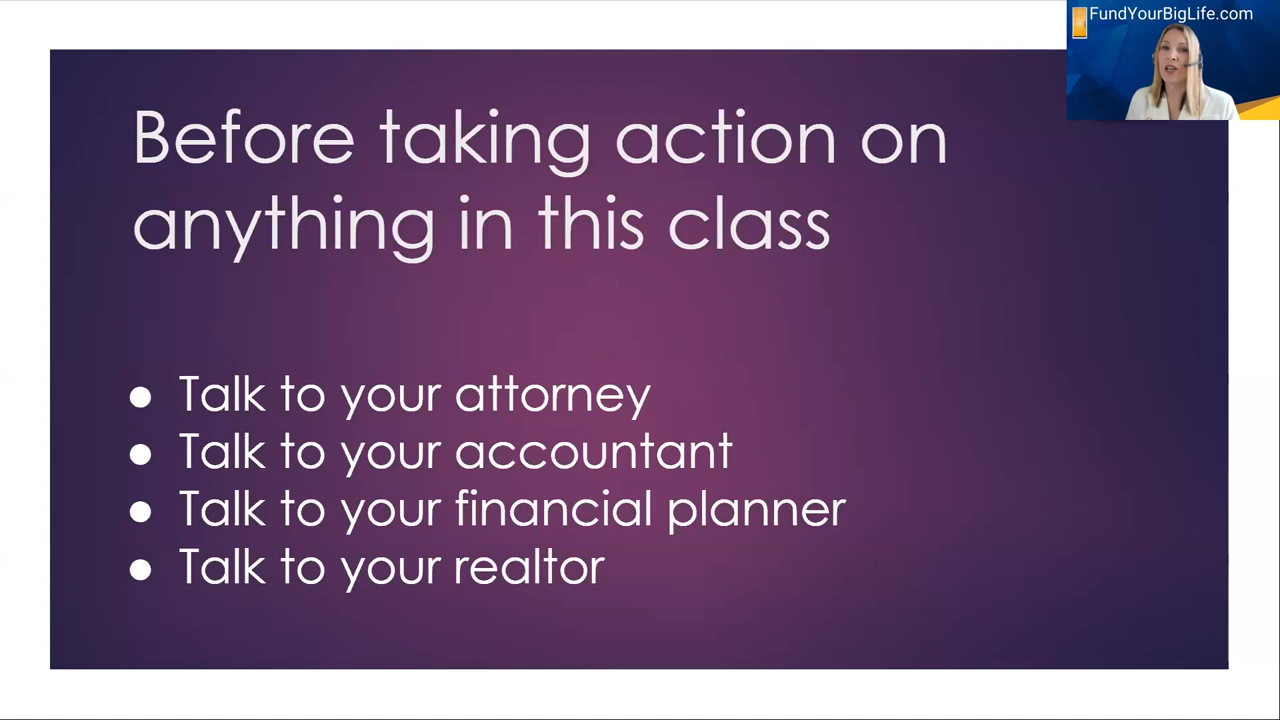 FundYourBigLife.com
Before taking action on
anything in this class
● Talk to your attorney
● Talk to your accountant
● Talk to your financial planner
● Talk to your realtor